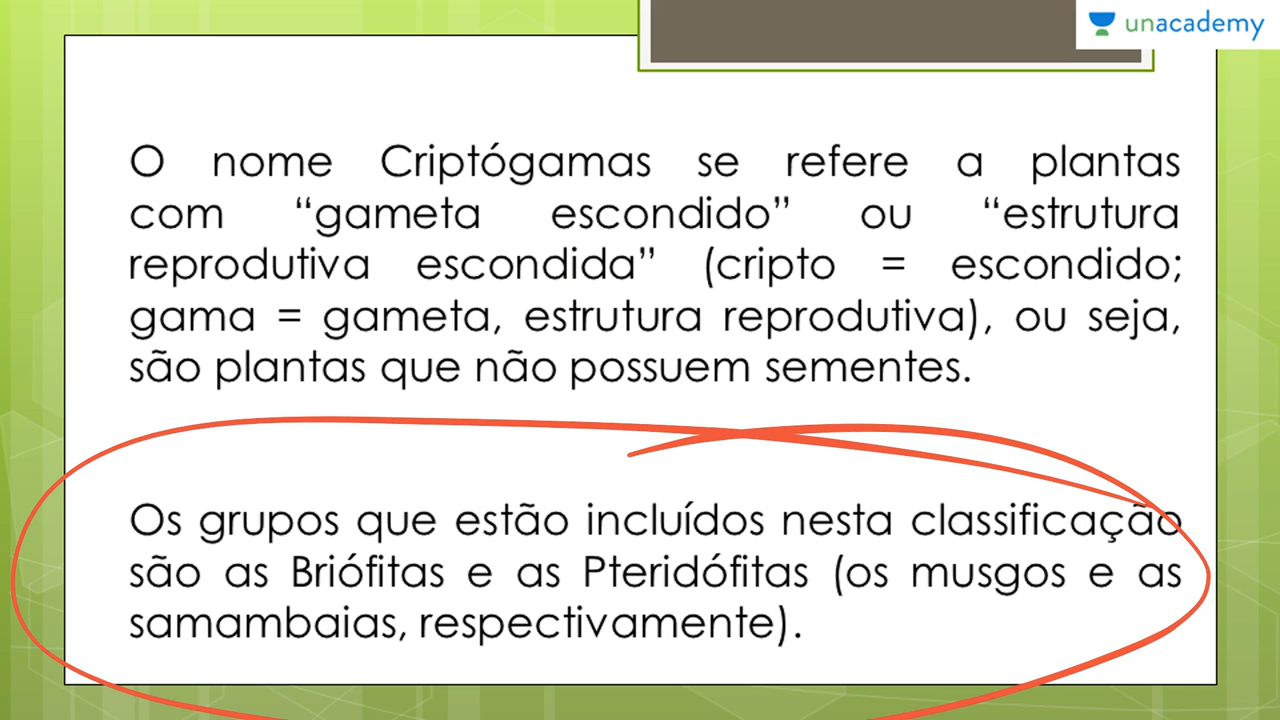 unacademy
O nome Criptógamas se refere a plantas
com “gameta escondido” ou “estrutura
reprodutiva escondida” (cripto = escondido;
gama = gameta, estrutura reprodutiva), ou seja,
são plantas que não possuem sementes.
Os grupos que estão incluídos nesta classificação
são as Briófitas e as Pteridófitas (os musgos e as
samambaias, respectivamente).